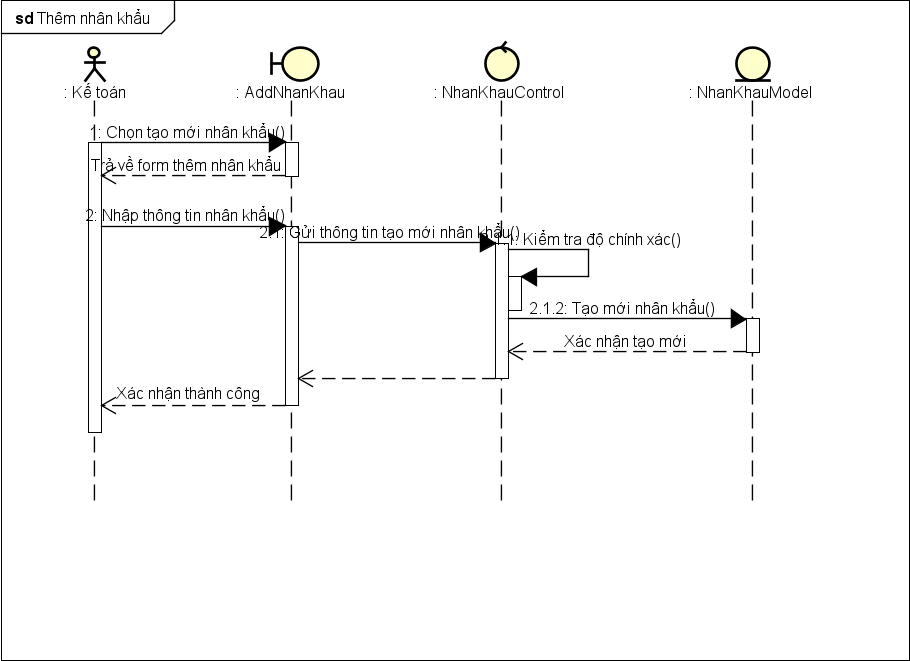 sd Thêm nhân khẩu
: Kế toán
: AddNhanKhau
: NhanKhauControl
: NhanKhauModel
1: Chọn tạo mới nhân khẩu()
Trả về form thêm nhân khẩu
2: Nhập thông tin nhân khẩu()
2.1: Gửi thông tin tạo mới nhân khẩu()
: Kiểm tra độ chính xác()
2.1.2: Tạo mới nhân khẩu()
Xác nhận tạo mới
Xác nhận thành công